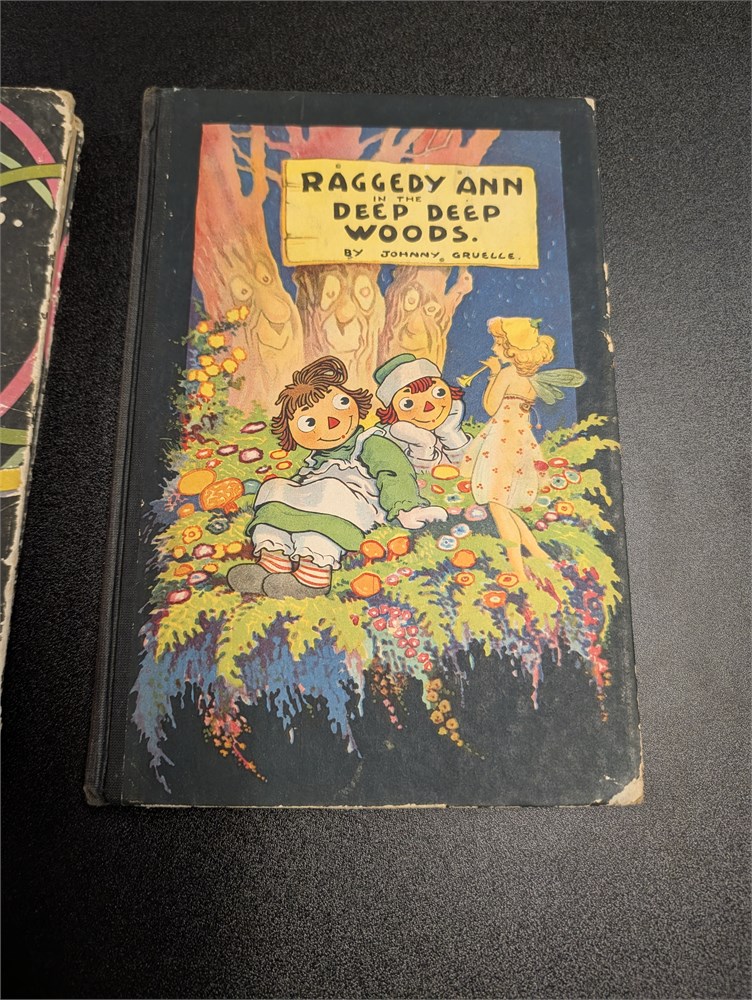 RAGGEDY ANN
IN THE
DEEP DEEP
WOODS.
BY JOHNNY GRUELLE.